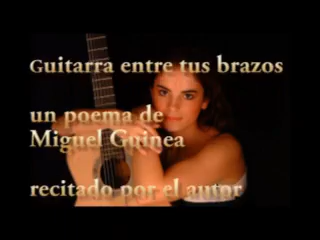 Guitarra entre tus brazos
un poema de
Miguel Guinea
recitado por el autor